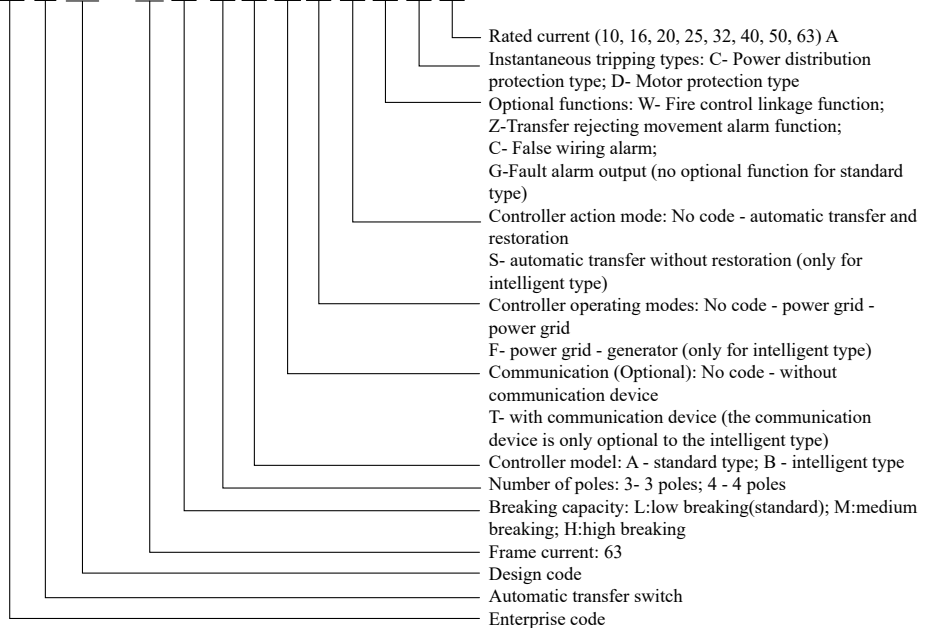 Rated current (10, 16, 20, 25, 32, 40, 50, 63) A
Instantaneous tripping types: C- Power distribution
protection type; D- Motor protection type
Optional functions: W- Fire control linkage function;
Z-Transfer rejecting movement alarm function;
C- False wiring alarm;
G-Fault alarm output (no optional function for standard
type)
Controller action mode: No code - automatic transfer and
restoration
S- automatic transfer without restoration (only for
intelligent type)
Controller operating modes: No code - power grid -
power grid
F- power grid - generator (only for intelligent type)
Communication (Optional): No code - without
communication device
T- with communication device (the communication
device is only optional to the intelligent type)
Controller model: A - standard type; B - intelligent type
Number of poles: 3- 3 poles; 4 - 4 poles
Breaking capacity: L:low breaking(standard); M:medium
breaking; H:high breaking
Frame current: 63
Design code
Automatic transfer switch
Enterprise code